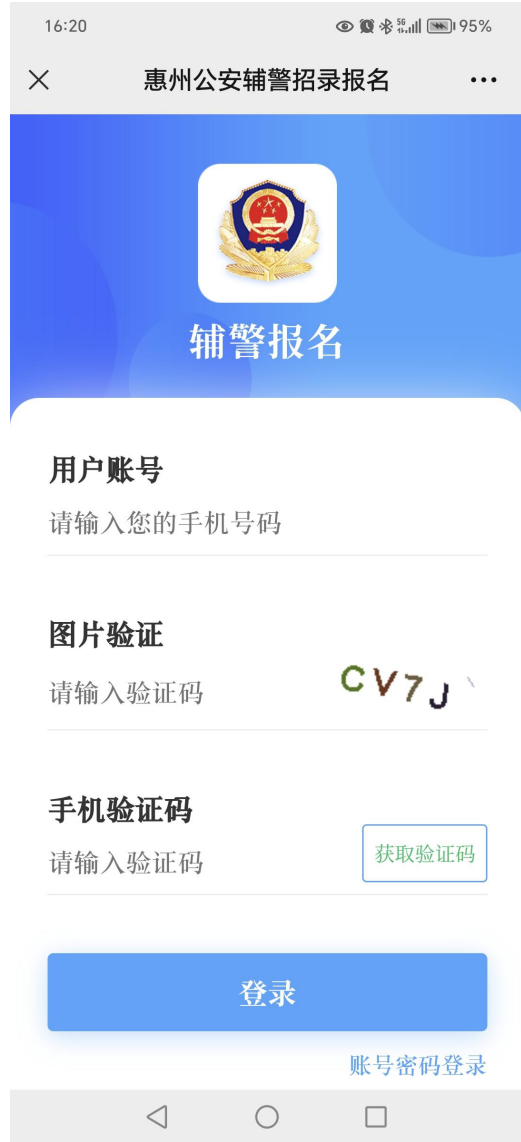 16:20 5G 95%
惠州公安辅警招录报名
辅警报名
用户账号
请输入您的手机号码
图片验证
请输入验证码 CV7J
手机验证码
请输入验证码 获取验证码
登录
账号密码登录